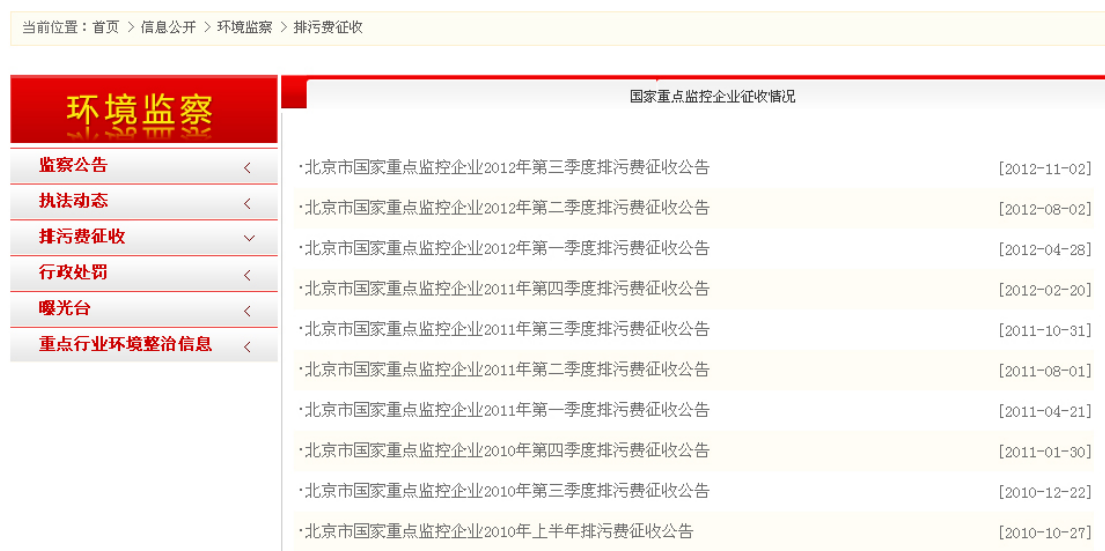 当前位置：首页 > 信息公开 > 环境监察 > 排污费征收
环境监察
监察公告
执法动态
排污费征收
行政处罚
曝光台
重点行业环境整治信息
国家重点监控企业征收情况
·北京市国家重点监控企业2012年第三季度排污费征收公告 [2012-11-02]
·北京市国家重点监控企业2012年第二季度排污费征收公告 [2012-08-02]
·北京市国家重点监控企业2012年第一季度排污费征收公告 [2012-04-28]
·北京市国家重点监控企业2011年第四季度排污费征收公告 [2012-02-20]
·北京市国家重点监控企业2011年第三季度排污费征收公告 [2011-10-31]
·北京市国家重点监控企业2011年第二季度排污费征收公告 [2011-08-01]
·北京市国家重点监控企业2011年第一季度排污费征收公告 [2011-04-21]
·北京市国家重点监控企业2010年第四季度排污费征收公告 [2011-01-30]
·北京市国家重点监控企业2010年第三季度排污费征收公告 [2010-12-22]
·北京市国家重点监控企业2010年上半年排污费征收公告 [2010-10-27]